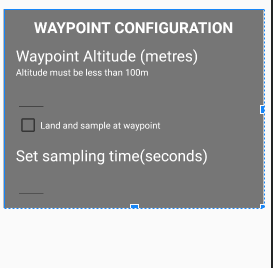 WAYPOINT CONFIGURATION
Waypoint Altitude (metres)
Altitude must be less than 100m
Land and sample at waypoint
Set sampling time(seconds)